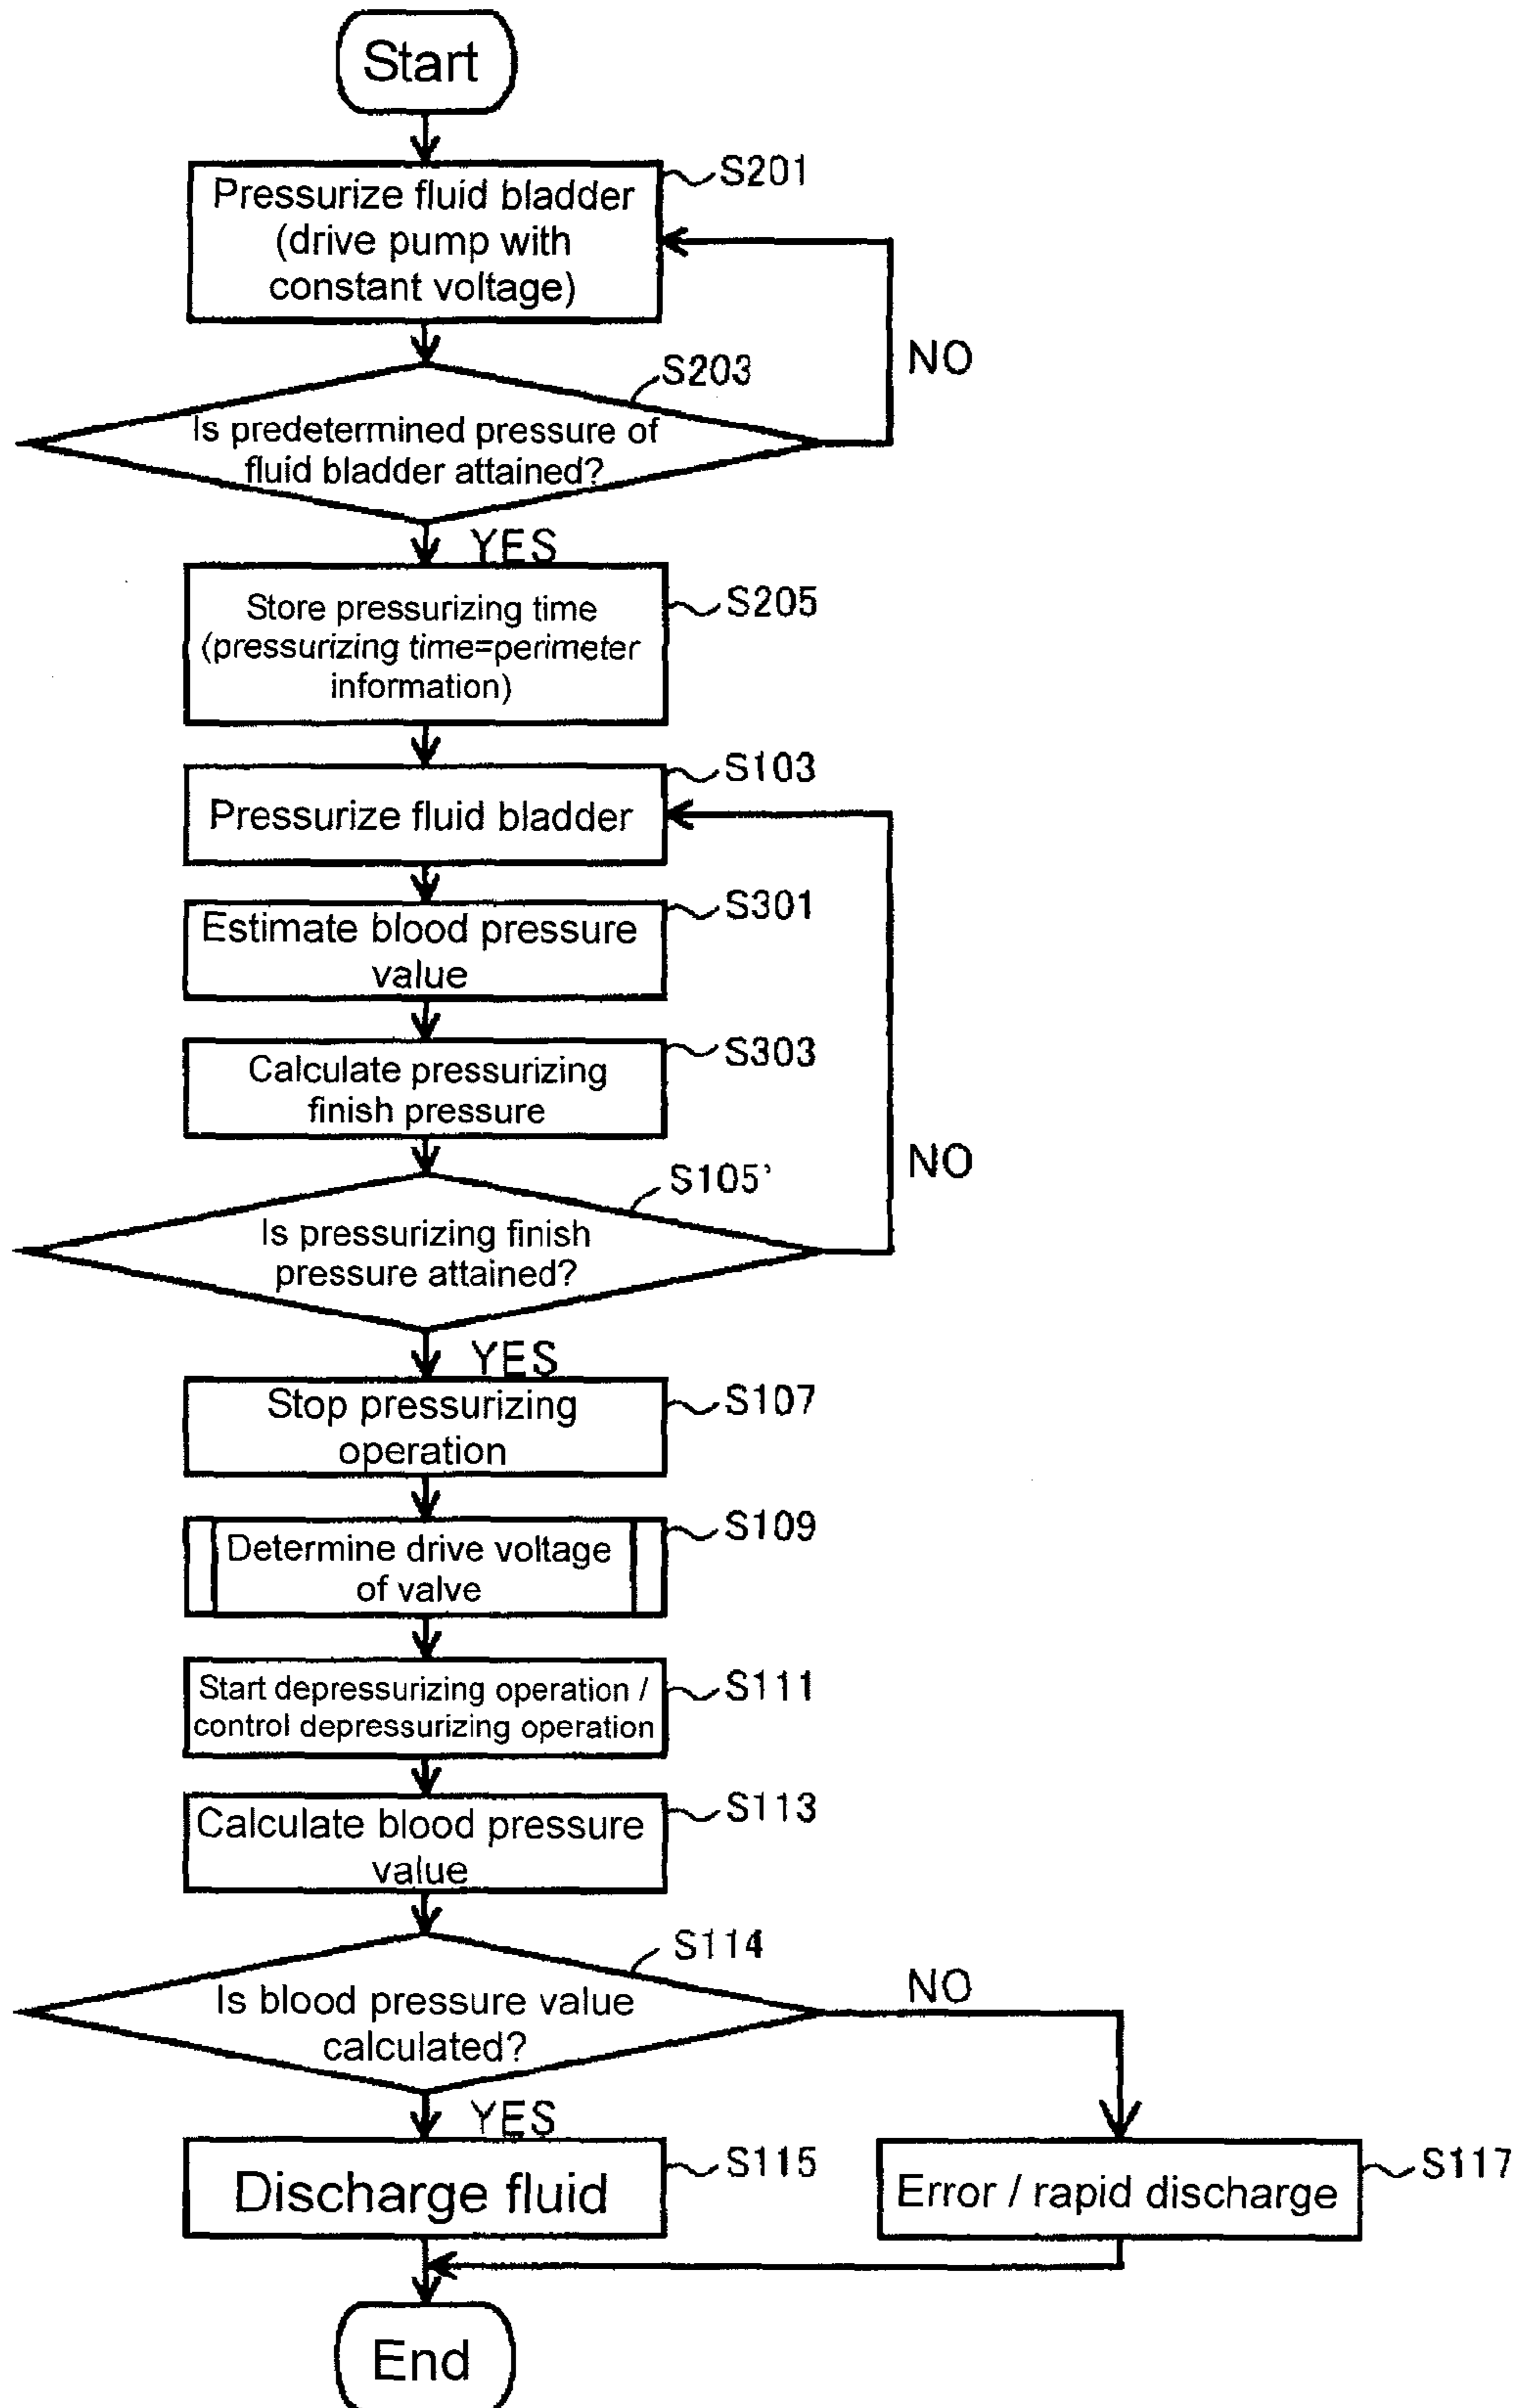 Start
Pressurize fluid bladder
(drive pump with
constant voltage)
S201
NO
S203
Is predetermined pressure of
fluid bladder attained?
YES
Store pressurizing time
(pressurizing time=perimeter
information)
S205
Pressurize fluid bladder
S103
Estimate blood pressure
value
S301
Calculate pressurizing
finish pressure
S303
NO
S105'
Is pressurizing finish
pressure attained?
YES
Stop pressurizing
operation
S107
Determine drive voltage
of valve
S109
Start depressurizing operation /
control depressurizing operation
S111
Calculate blood pressure
value
S113
S114
Is blood pressure value
calculated?
NO
YES
Discharge fluid
S115
Error / rapid discharge
S117
End